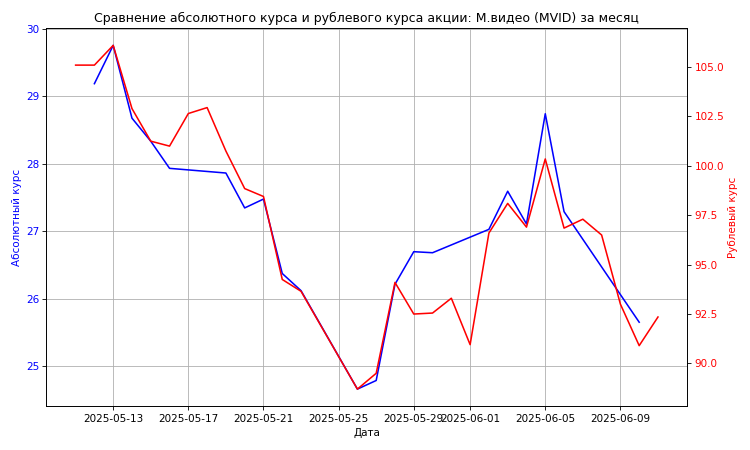 Сравнение абсолютного курса и рублевого курса акции: М.видео (MVID) за месяц
30
29
28
27
26
25
Абсолютный курс
105.0
102.5
100.0
97.5
95.0
92.5
90.0
Рублевый курс
2025-05-13 2025-05-17 2025-05-21 2025-05-25 2025-05-29 2025-06-01 2025-06-05 2025-06-09
Дата